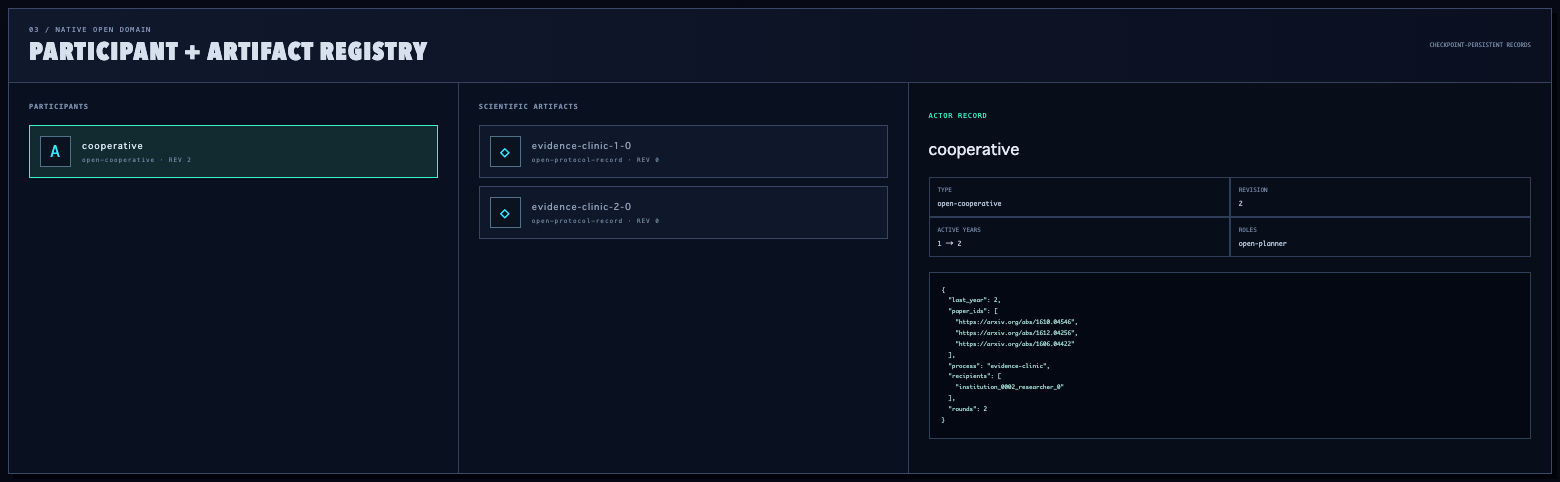 03 / NATIVE OPEN DOMAIN
PARTICIPANT + ARTIFACT REGISTRY
CHECKPOINT-PERSISTENT RECORDS
PARTICIPANTS
A
cooperative
open-cooperative · REV 2
SCIENTIFIC ARTIFACTS
evidence-clinic-1-0
open-protocol-record · REV 0
evidence-clinic-2-0
open-protocol-record · REV 0
ACTOR RECORD
cooperative
TYPE
open-cooperative
REVISION
2
ACTIVE YEARS
1 → 2
ROLES
open-planner
{
"last_year": 2,
"paper_ids": [
"https://arxiv.org/abs/1610.04546",
"https://arxiv.org/abs/1612.04256",
"https://arxiv.org/abs/1606.04422"
],
"process": "evidence-clinic",
"recipients": [
"institution_0002_researcher_0"
],
"rounds": 2
}